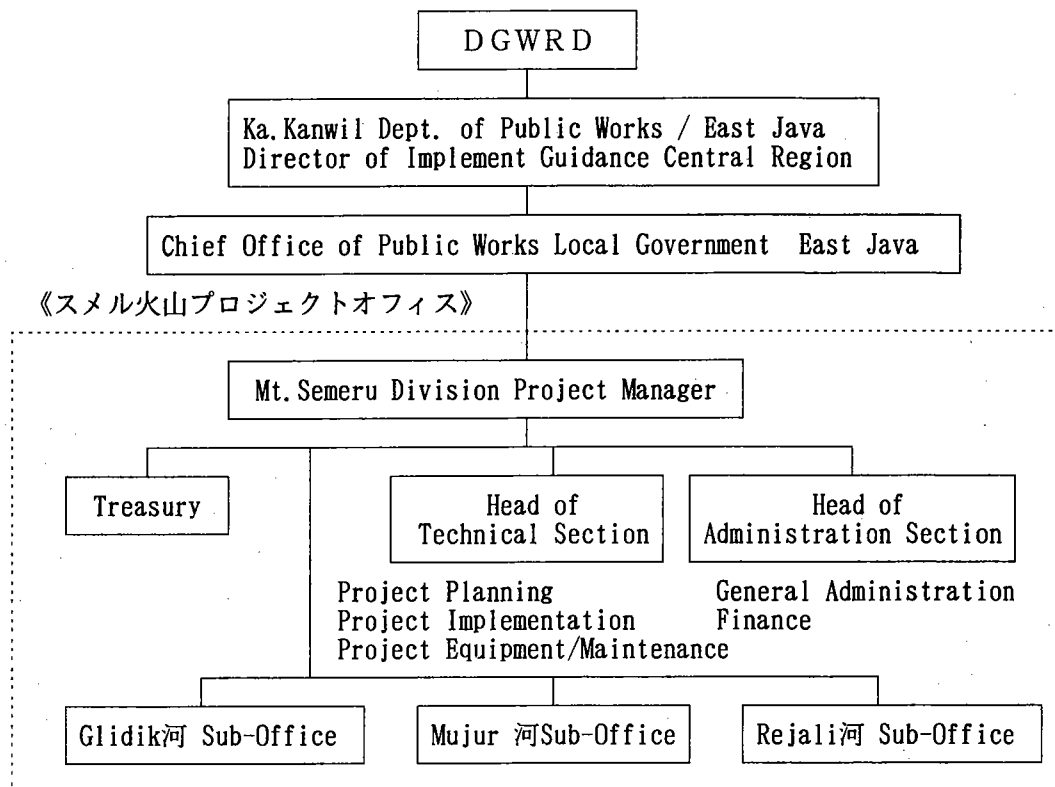 DGWRD
Ka.Kanwil Dept. of Public Works / East Java
Director of Implement Guidance Central Region
Chief Office of Public Works Local Government East Java
《スメル火山プロジェクトオフィス》
Mt.Semeru Division Project Manager
Treasury
Head of
Technical Section
Head of
Administration Section
Project Planning
Project Implementation
Project Equipment/Maintenance
General Administration
Finance
Glidik河 Sub-Office
Mujur 河Sub-Office
Rejali河 Sub-Office